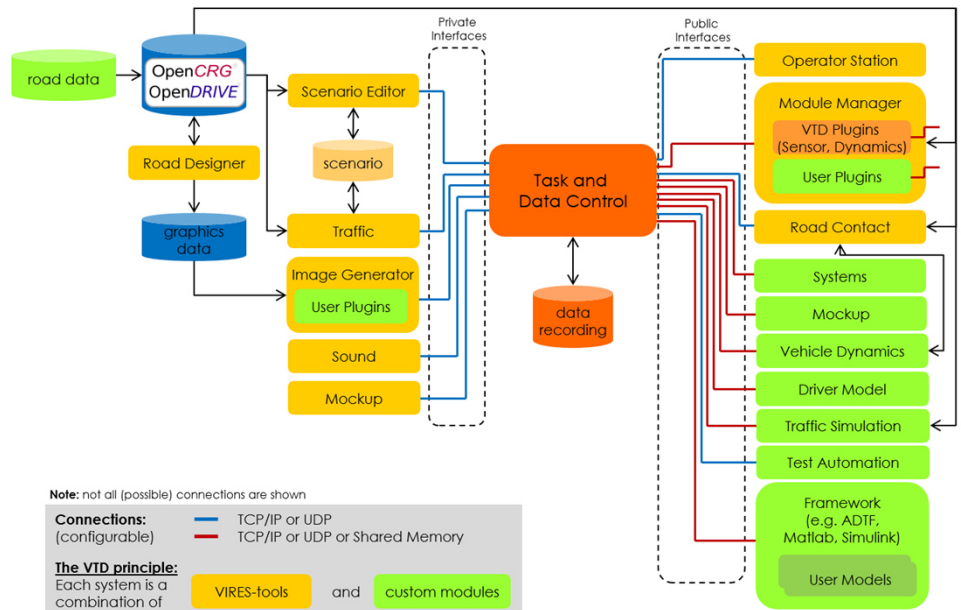 Private
Interfaces
Public
Interfaces
road data
OpenCRG
OpenDRIVE
Road Designer
graphics
data
Scenario Editor
scenario
Traffic
Image Generator
User Plugins
Sound
Mockup
Task and
Data Control
data
recording
Operator Station
Module Manager
VTD Plugins
(Sensor, Dynamics)
User Plugins
Road Contact
Systems
Mockup
Vehicle Dynamics
Driver Model
Traffic Simulation
Test Automation
Framework
(e.g. ADTF,
Matlab, Simulink)
User Models
Note: not all (possible) connections are shown
Connections:
(configurable)
TCP/IP or UDP
TCP/IP or UDP or Shared Memory
The VTD principle:
Each system is a
combination of
VIRES-tools
and
custom modules